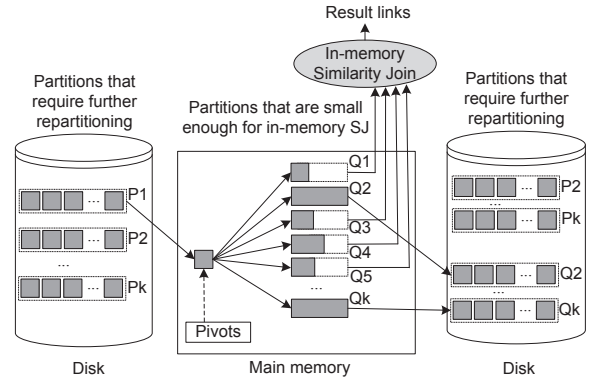 Result links
In-memory
Similarity Join
Partitions that
require further
repartitioning
Partitions that are small
enough for in-memory SJ
Partitions that
require further
repartitioning
P1
P2
...
Pk
Q1
Q2
Q3
Q4
Q5
...
Qk
Pivots
P2
...
Pk
Q2
...
Qk
Disk
Main memory
Disk